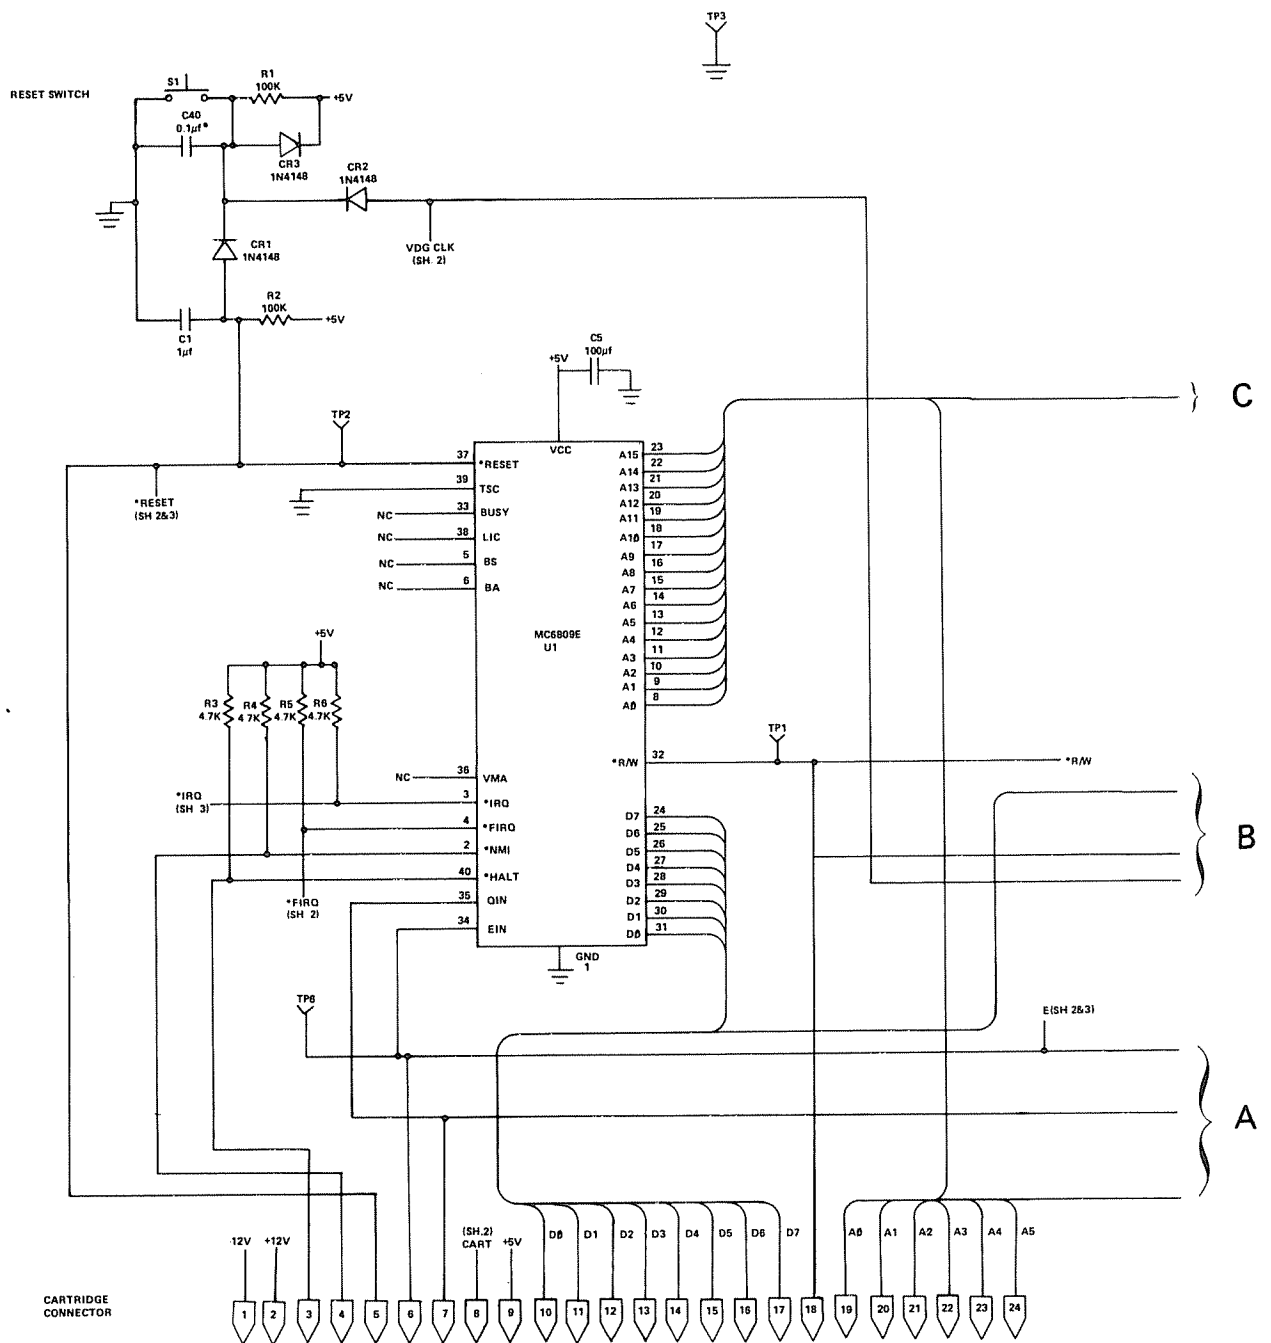 TP3
RESET SWITCH
S1
R1
100K
+5V
C40
0.1µf*
CR3
1N4148
CR2
1N4148
VDG CLK
(SH. 2)
CR1
1N4148
R2
100K
+5V
C1
1µf
C5
100µf
+5V
C
TP2
VCC
37 *RESET
39 TSC
*RESET
(SH 2&3)
NC 33 BUSY
NC 38 LIC
NC 5 BS
NC 6 BA
A15 23
A14 22
A13 21
A12 20
A11 19
A10 18
A9 17
A8 16
A7 15
A6 14
A5 13
A4 12
A3 11
A2 10
A1 9
A0 8
MC6809E
U1
+5V
R3
4.7K
R4
4.7K
R5
4.7K
R6
4.7K
TP1
*R/W 32
*R/W
NC 36 VMA
*IRQ
(SH 3)
3 *IRQ
4 *FIRQ
2 *NMI
40 *HALT
35 QIN
34 EIN
*FIRQ
(SH 2)
D7 24
D6 25
D5 26
D4 27
D3 28
D2 29
D1 30
D0 31
B
GND
1
TP6
E(SH 2&3)
A
12V
+12V
(SH.2)
CART
+5V
D0 D1 D2 D3 D4 D5 D6 D7
A0 A1 A2 A3 A4 A5
CARTRIDGE
CONNECTOR
1 2 3 4 5 6 7 8 9 10 11 12 13 14 15 16 17 18 19 20 21 22 23 24